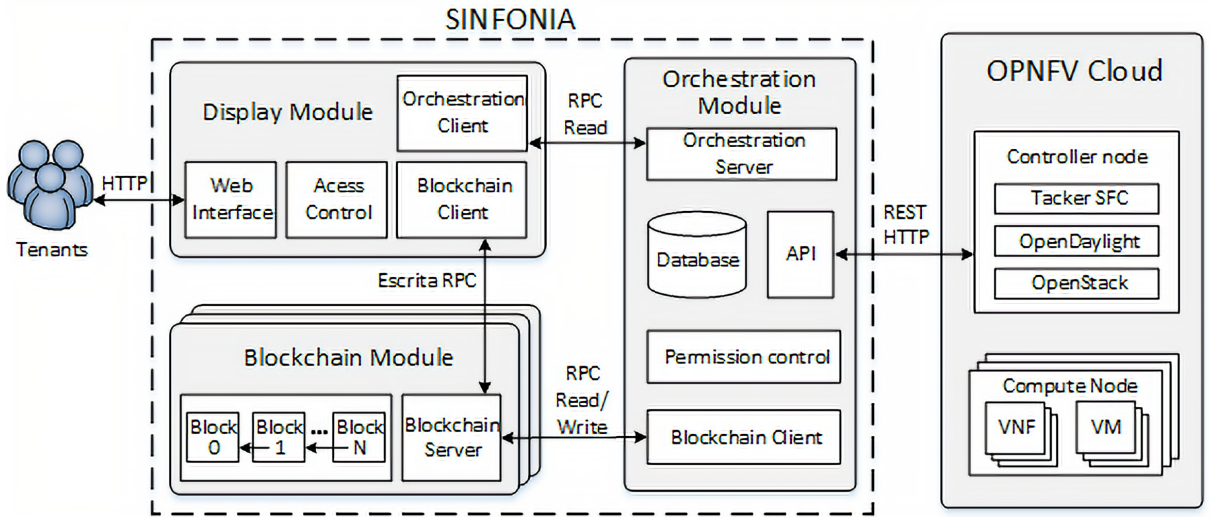 SINFONIA
Tenants
HTTP
Display Module
Orchestration
Client
Web
Interface
Acess
Control
Blockchain
Client
Escrita RPC
Blockchain Module
Block
0
Block
1
...
Block
N
Blockchain
Server
RPC
Read
RPC
Read/
Write
Orchestration
Module
Orchestration
Server
Database
API
Permission control
Blockchain Client
REST
HTTP
OPNFV Cloud
Controller node
Tacker SFC
OpenDaylight
OpenStack
Compute Node
VNF
VM